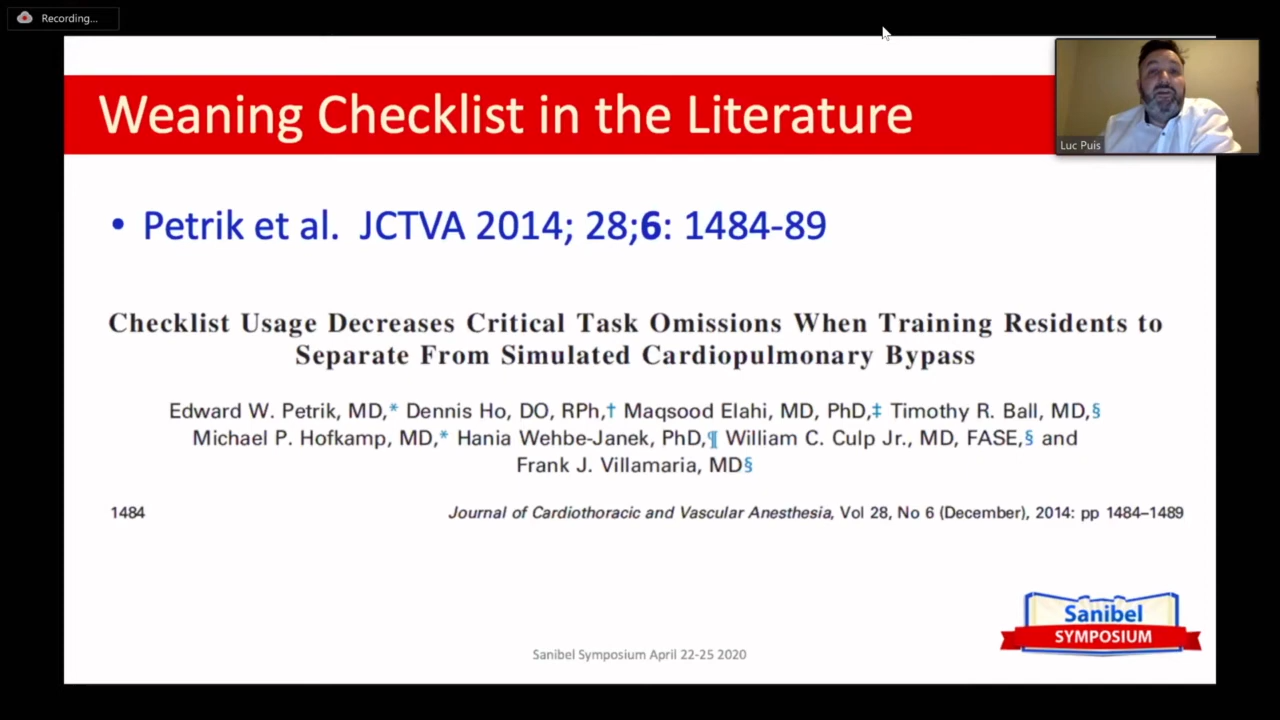 Recording...
Weaning Checklist in the Literature
Luc Puis
• Petrik et al. JCTVA 2014; 28;6: 1484-89
Checklist Usage Decreases Critical Task Omissions When Training Residents to
Separate From Simulated Cardiopulmonary Bypass
Edward W. Petrik, MD,* Dennis Ho, DO, RPh,† Maqsood Elahi, MD, PhD,‡ Timothy R. Ball, MD,§
Michael P. Hofkamp, MD,* Hania Wehbe-Janek, PhD,¶ William C. Culp Jr., MD, FASE,§ and
Frank J. Villamaria, MD§
1484 Journal of Cardiothoracic and Vascular Anesthesia, Vol 28, No 6 (December), 2014: pp 1484–1489
Sanibel
SYMPOSIUM
Sanibel Symposium April 22-25 2020